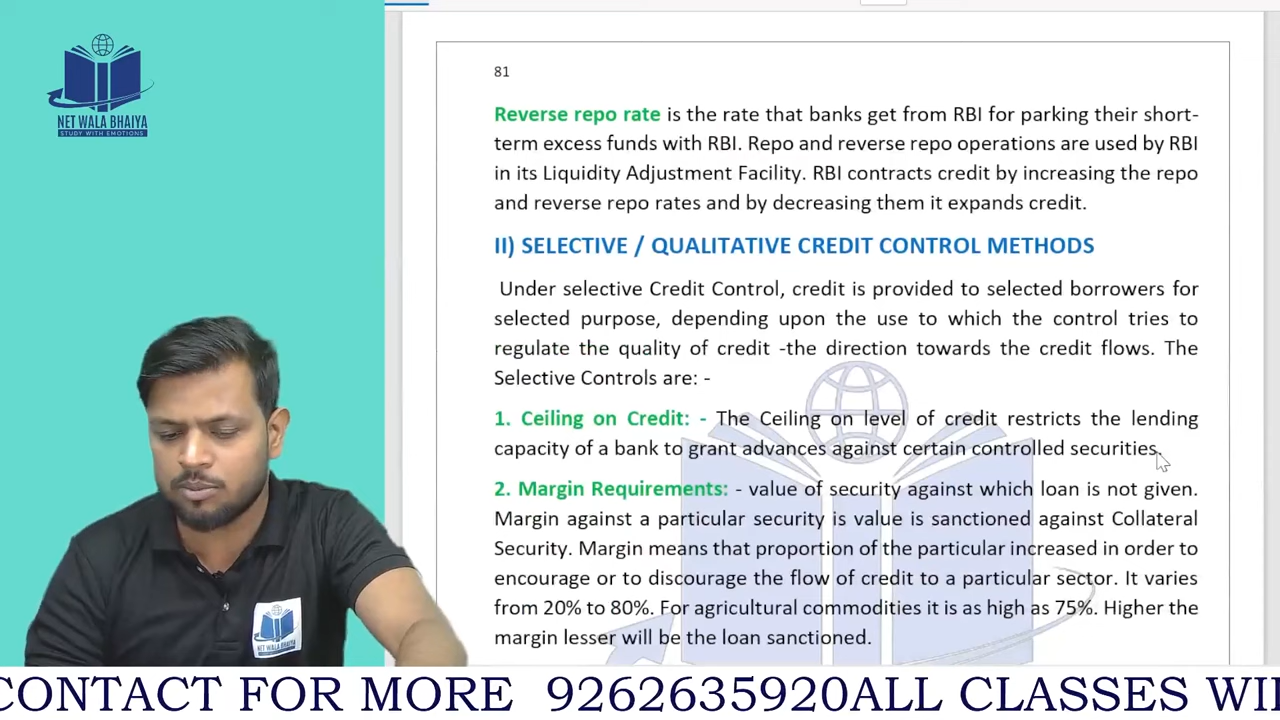 NET WALA BHAIYA
STUDY WITH EMOTIONS
81
Reverse repo rate is the rate that banks get from RBI for parking their short-
term excess funds with RBI. Repo and reverse repo operations are used by RBI
in its Liquidity Adjustment Facility. RBI contracts credit by increasing the repo
and reverse repo rates and by decreasing them it expands credit.
II) SELECTIVE / QUALITATIVE CREDIT CONTROL METHODS
Under selective Credit Control, credit is provided to selected borrowers for
selected purpose, depending upon the use to which the control tries to
regulate the quality of credit -the direction towards the credit flows. The
Selective Controls are: -
1. Ceiling on Credit: - The Ceiling on level of credit restricts the lending
capacity of a bank to grant advances against certain controlled securities.
2. Margin Requirements: - value of security against which loan is not given.
Margin against a particular security is value is sanctioned against Collateral
Security. Margin means that proportion of the particular increased in order to
encourage or to discourage the flow of credit to a particular sector. It varies
from 20% to 80%. For agricultural commodities it is as high as 75%. Higher the
margin lesser will be the loan sanctioned.
NET WALA BHAIYA
CONTACT FOR MORE 9262635920ALL CLASSES WI